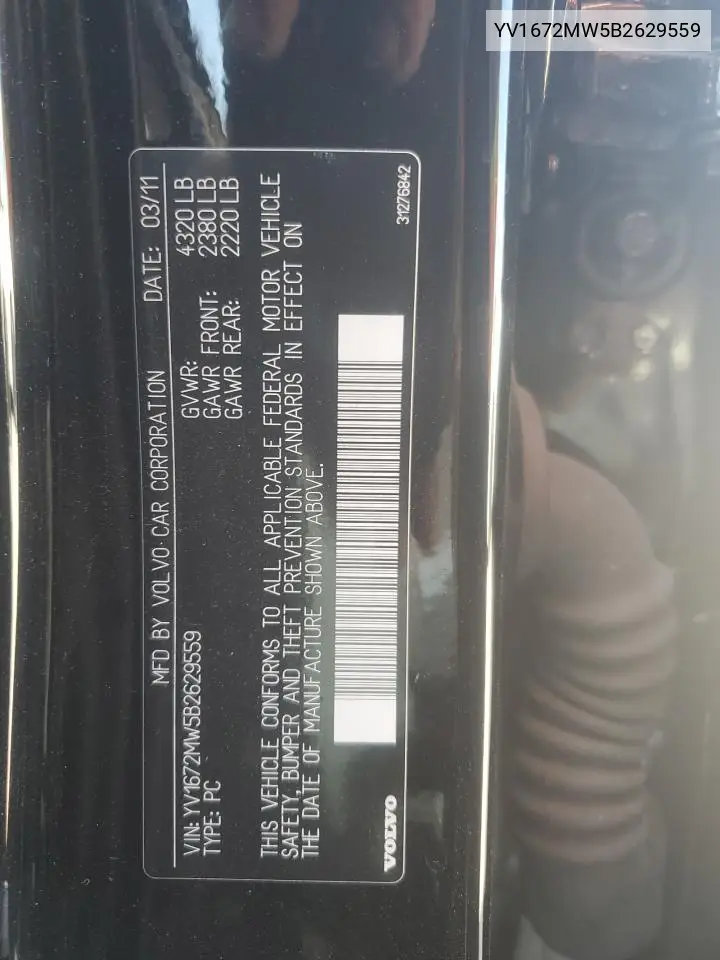 YV1672MW5B2629559
MFD BY VOLVO CAR CORPORATION DATE: 03/11
VIN: YV1672MW5B2629559 GVWR: 4320 LB
TYPE: PC GAWR FRONT: 2380 LB
GAWR REAR: 2220 LB
THIS VEHICLE CONFORMS TO ALL APPLICABLE FEDERAL MOTOR VEHICLE
SAFETY, BUMPER AND THEFT PREVENTION STANDARDS IN EFFECT ON
THE DATE OF MANUFACTURE SHOWN ABOVE.
VOLVO 31276842